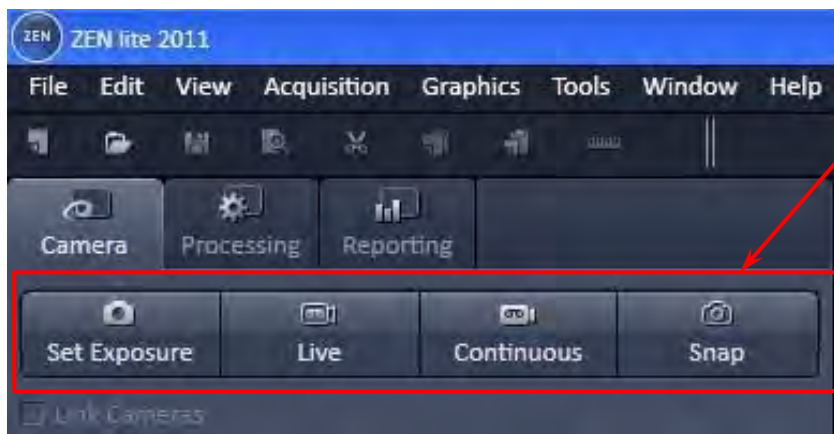 ZEN ZEN lite 2011
File Edit View Acquisition Graphics Tools Window Help
Camera Processing Reporting
Set Exposure Live Continuous Snap
Link Cameras